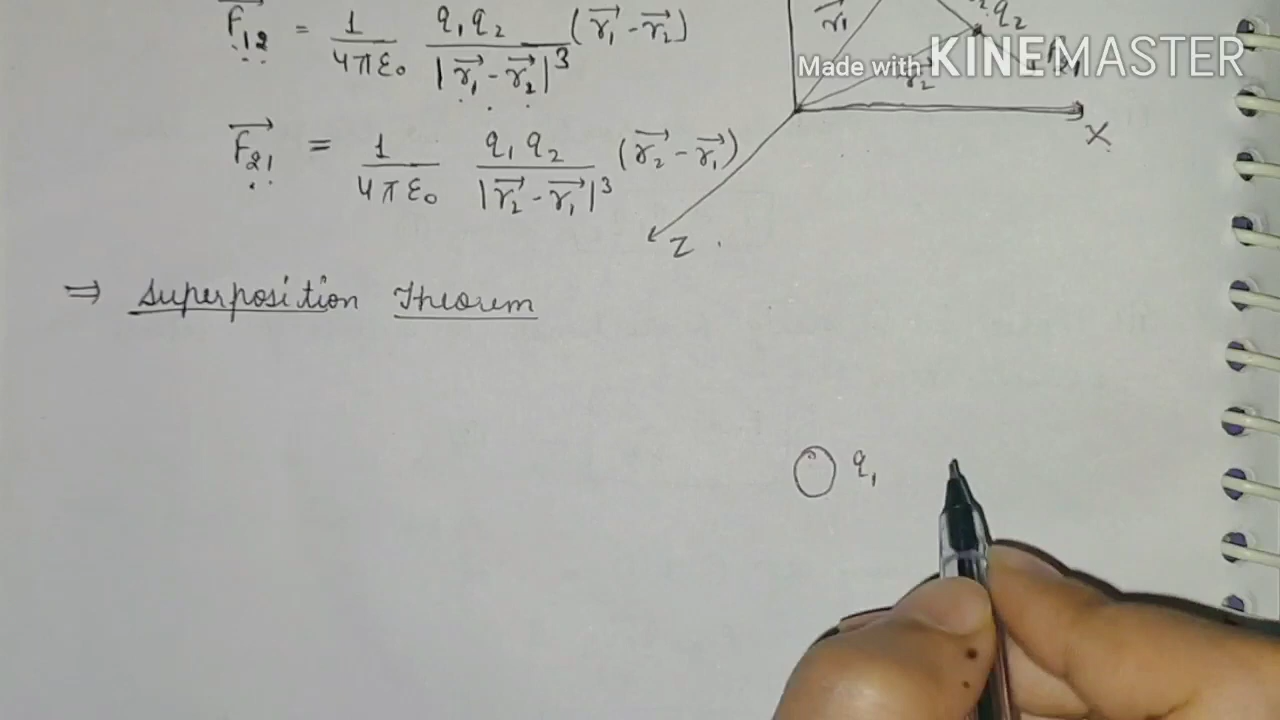 F₁₂⃗ = 1/4πε₀ q₁q₂/|r₁⃗ - r₂⃗|³ (r₁⃗ - r₂⃗)
r₁⃗
q₂
Made with KINEMASTER
r₂⃗
F₂₁⃗ = 1/4πε₀ q₁q₂/|r₂⃗ - r₁⃗|³ (r₂⃗ - r₁⃗)
X
Z
⇒ Superposition Theorem
q₁